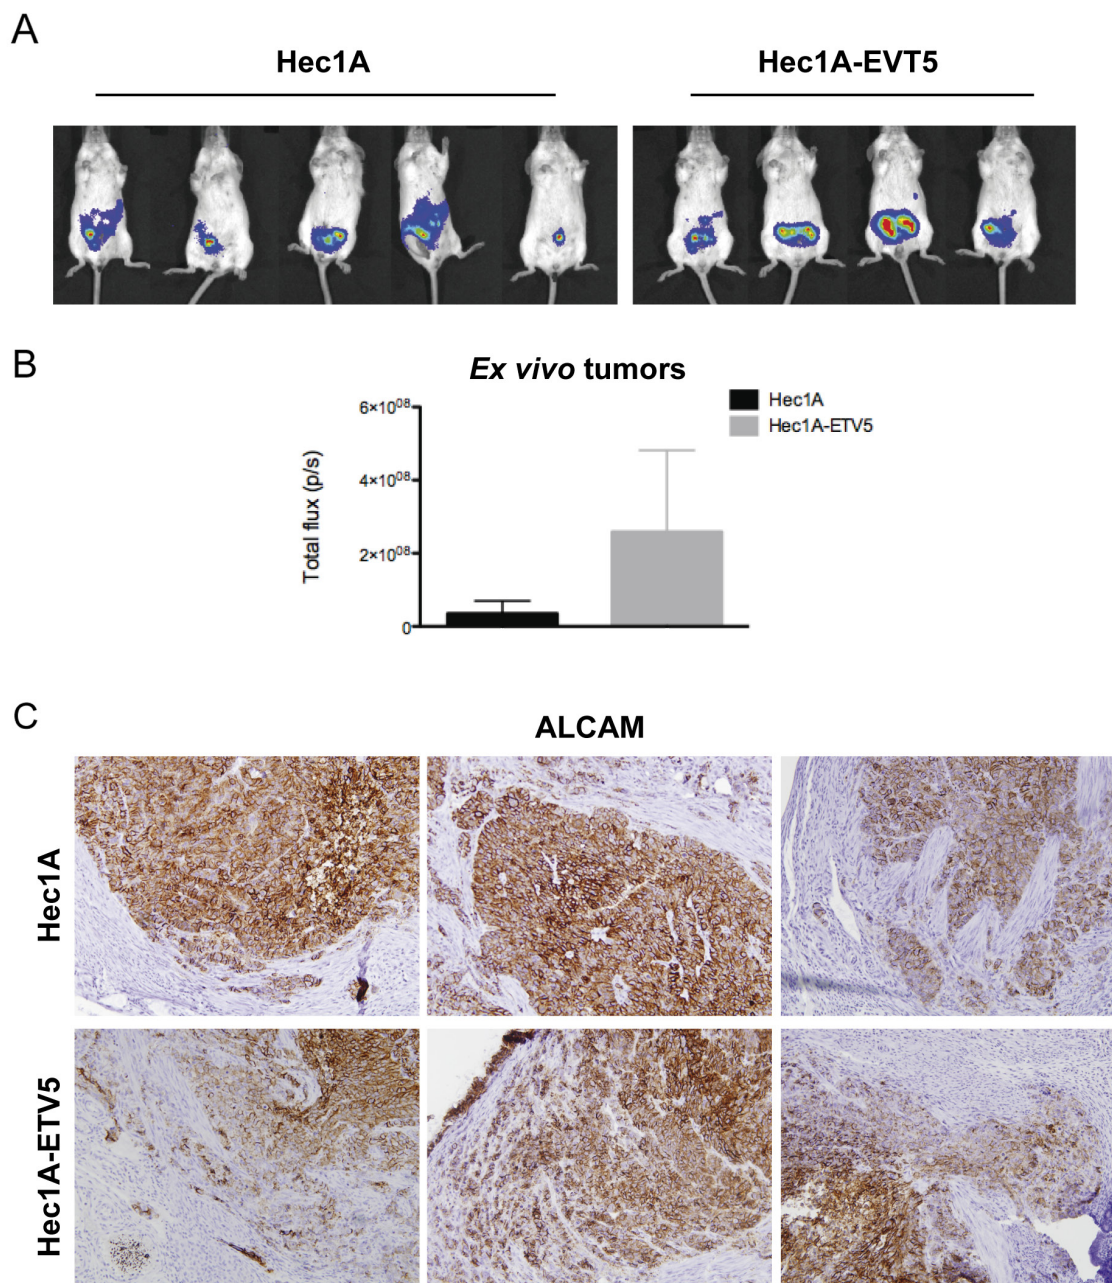 A
Hec1A
Hec1A-EVT5
B
Ex vivo tumors
Hec1A
Hec1A-ETV5
Total flux (p/s)
6×10⁰⁸
4×10⁰⁸
2×10⁰⁸
0
C
ALCAM
Hec1A
Hec1A-ETV5